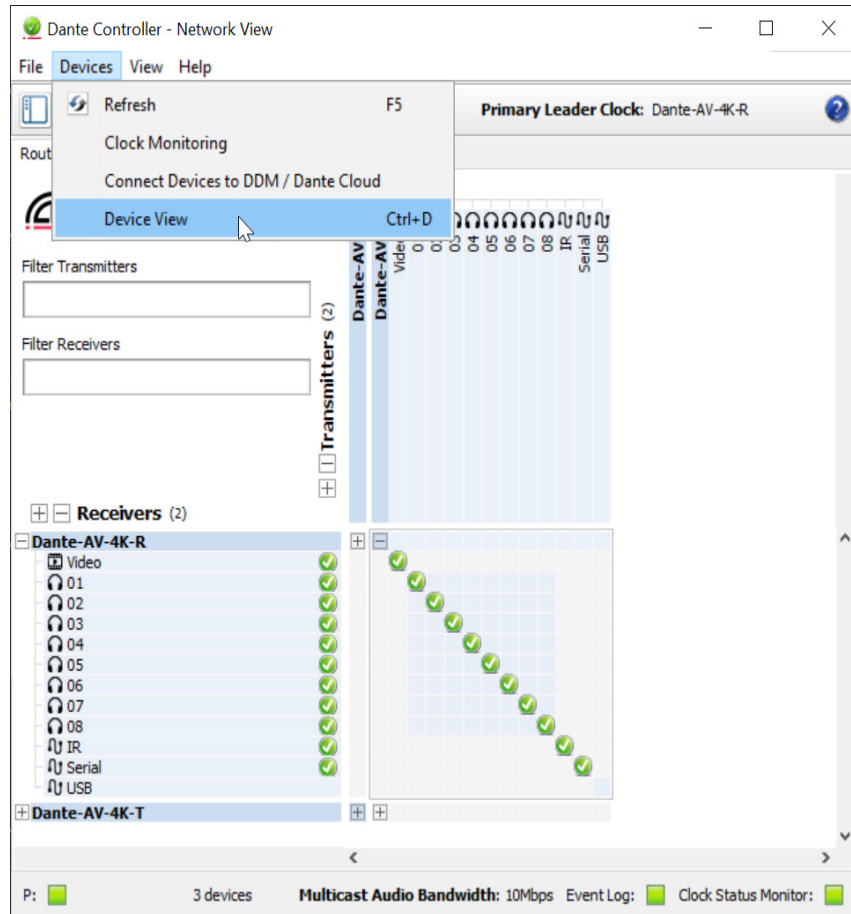 Dante Controller - Network View
File Devices View Help
Refresh F5
Primary Leader Clock: Dante-AV-4K-R
Clock Monitoring
Rout
Connect Devices to DDM / Dante Cloud
Device View Ctrl+D
Filter Transmitters
Filter Receivers
Transmitters (2)
Dante-AV
Dante-AV
Video
03
04
05
06
07
08
IR
Serial
USB
Receivers (2)
Dante-AV-4K-R
Video
01
02
03
04
05
06
07
08
IR
Serial
USB
Dante-AV-4K-T
P: 3 devices Multicast Audio Bandwidth: 10Mbps Event Log: Clock Status Monitor: